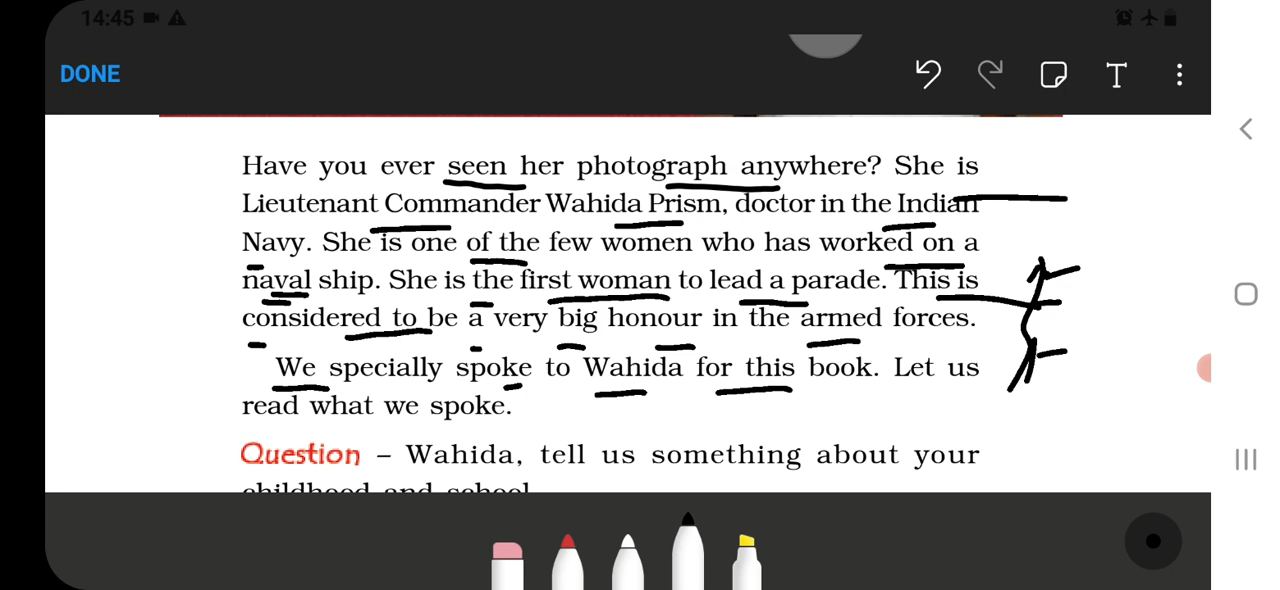 14:45
DONE
T
Have you ever seen her photograph anywhere? She is
Lieutenant Commander Wahida Prism, doctor in the Indian
Navy. She is one of the few women who has worked on a
naval ship. She is the first woman to lead a parade. This is
considered to be a very big honour in the armed forces.
We specially spoke to Wahida for this book. Let us
read what we spoke.
Question – Wahida, tell us something about your
childhood and school